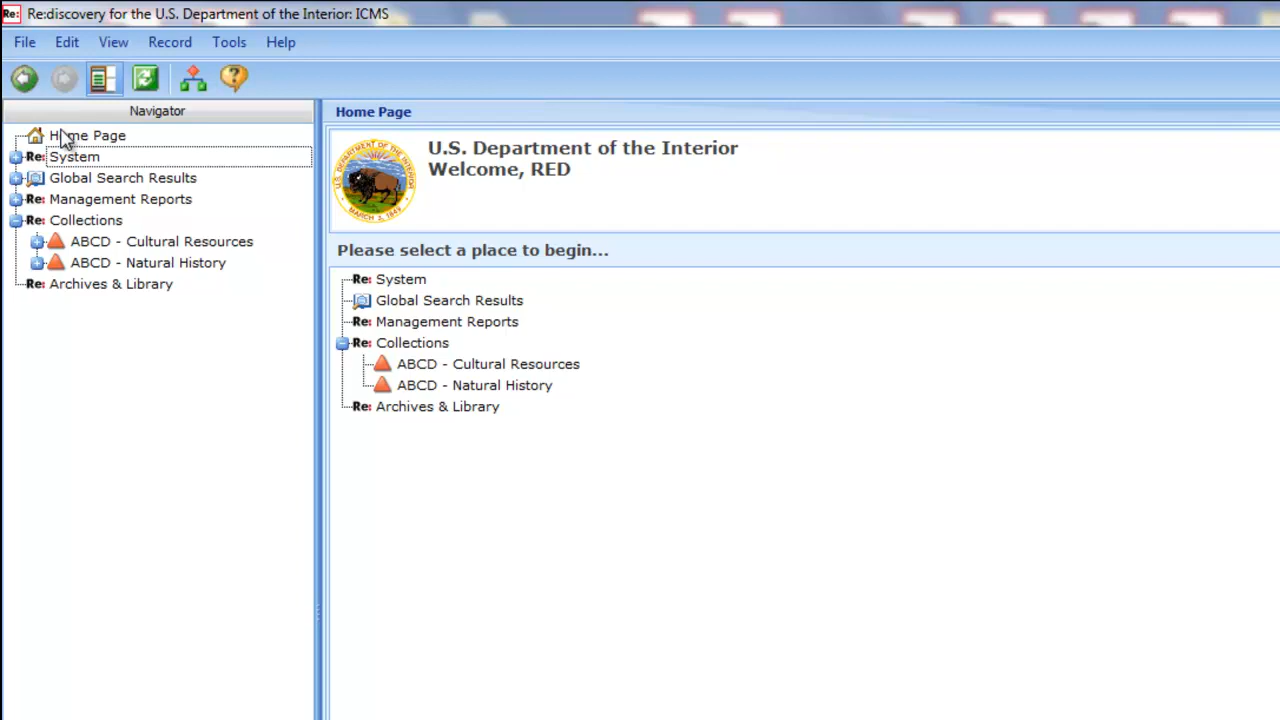 Re: Re:discovery for the U.S. Department of the Interior: ICMS
File Edit View Record Tools Help
Navigator
Home Page
Re: System
Global Search Results
Re: Management Reports
Re: Collections
ABCD - Cultural Resources
ABCD - Natural History
Re: Archives & Library
Home Page
U.S. Department of the Interior
Welcome, RED
Please select a place to begin...
Re: System
Global Search Results
Re: Management Reports
Re: Collections
ABCD - Cultural Resources
ABCD - Natural History
Re: Archives & Library